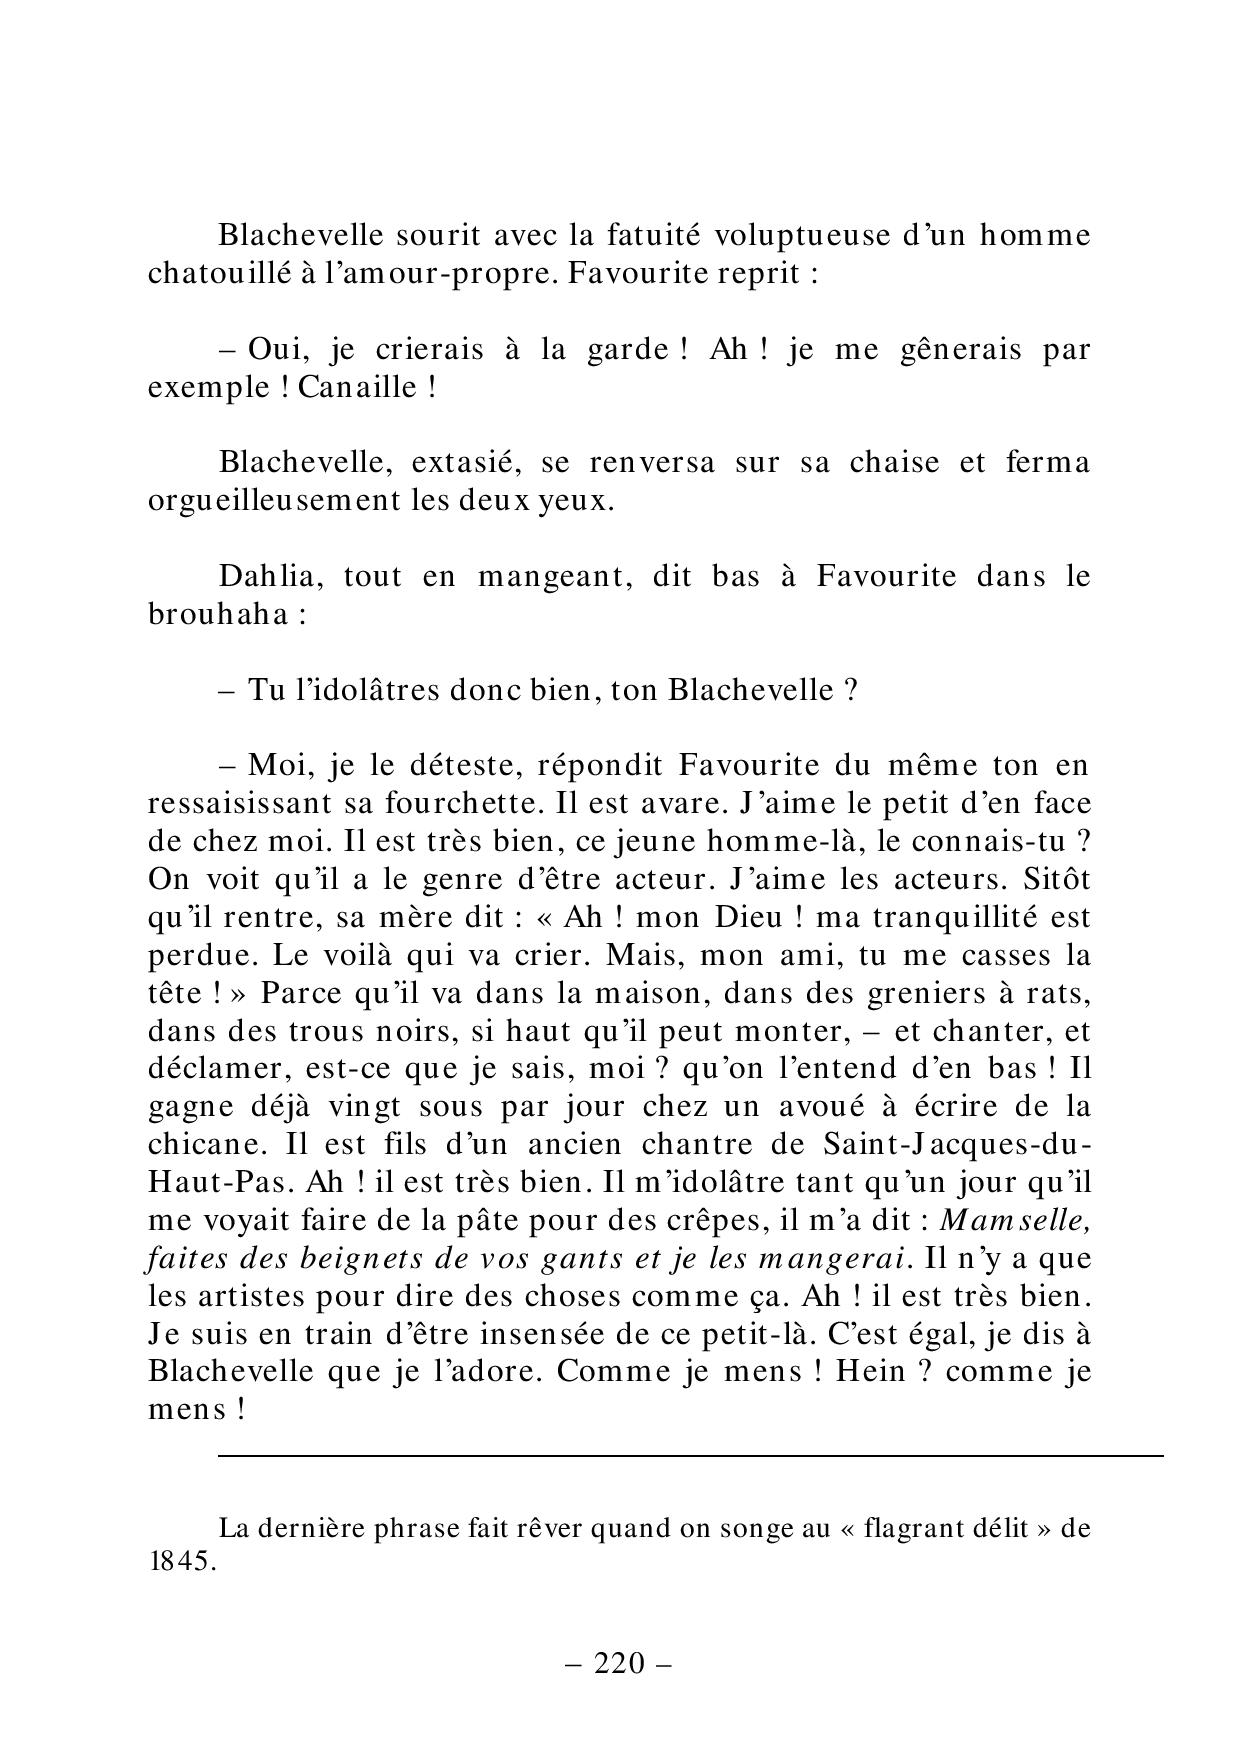 Blachevelle sourit avec la fatuité voluptueuse d’un homme
chatouillé à l’amour-propre. Favourite reprit :
– Oui, je crierais à la garde ! Ah ! je me gênerais par
exemple ! Canaille !
Blachevelle, extasié, se renversa sur sa chaise et ferma
orgueilleusement les deux yeux.
Dahlia, tout en mangeant, dit bas à Favourite dans le
brouhaha :
– Tu l’idolâtres donc bien, ton Blachevelle ?
– Moi, je le déteste, répondit Favourite du même ton en
ressaisissant sa fourchette. Il est avare. J’aime le petit d’en face
de chez moi. Il est très bien, ce jeune homme-là, le connais-tu ?
On voit qu’il a le genre d’être acteur. J’aime les acteurs. Sitôt
qu’il rentre, sa mère dit : « Ah ! mon Dieu ! ma tranquillité est
perdue. Le voilà qui va crier. Mais, mon ami, tu me casses la
tête ! » Parce qu’il va dans la maison, dans des greniers à rats,
dans des trous noirs, si haut qu’il peut monter, – et chanter, et
déclamer, est-ce que je sais, moi ? qu’on l’entend d’en bas ! Il
gagne déjà vingt sous par jour chez un avoué à écrire de la
chicane. Il est fils d’un ancien chantre de Saint-Jacques-du-
Haut-Pas. Ah ! il est très bien. Il m’idolâtre tant qu’un jour qu’il
me voyait faire de la pâte pour des crêpes, il m’a dit : Mamselle,
faites des beignets de vos gants et je les mangerai. Il n’y a que
les artistes pour dire des choses comme ça. Ah ! il est très bien.
Je suis en train d’être insensée de ce petit-là. C’est égal, je dis à
Blachevelle que je l’adore. Comme je mens ! Hein ? comme je
mens !
La dernière phrase fait rêver quand on songe au « flagrant délit » de
1845.
– 220 –